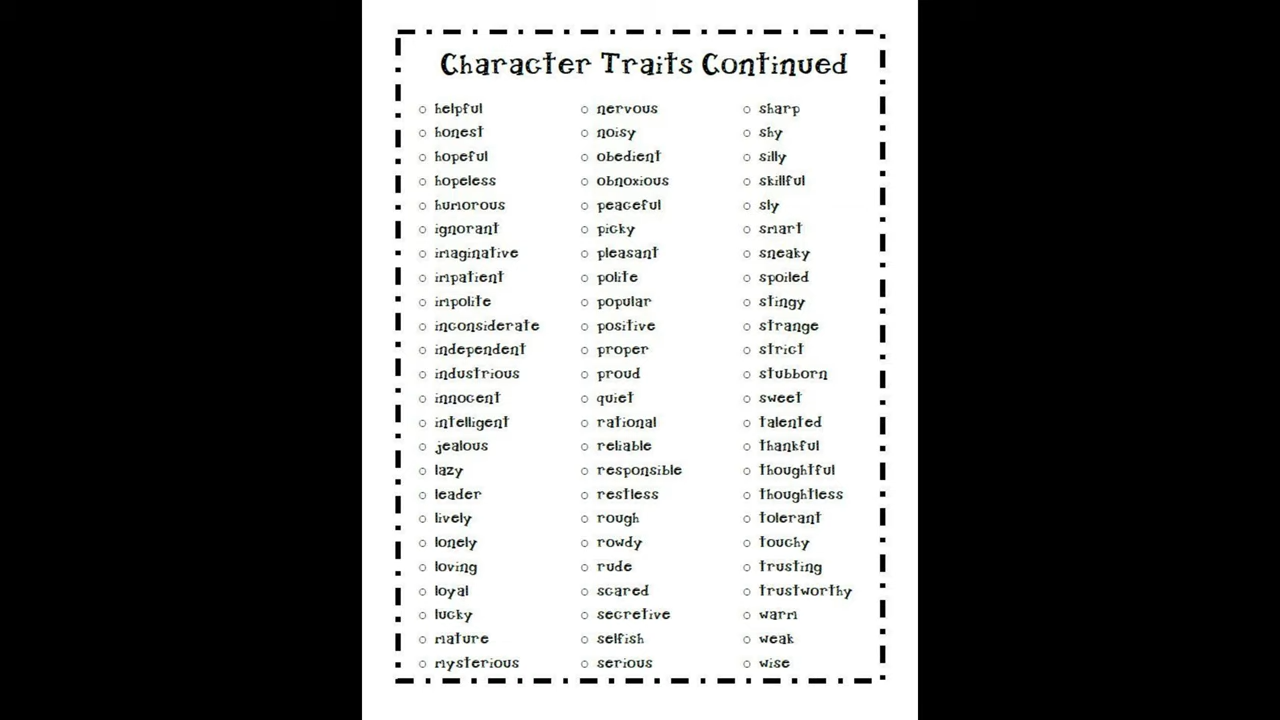 Character Traits Continued
helpful
honest
hopeful
hopeless
humorous
ignorant
imaginative
impatient
impolite
inconsiderate
independent
industrious
innocent
intelligent
jealous
lazy
leader
lively
lonely
loving
loyal
lucky
mature
mysterious
nervous
noisy
obedient
obnoxious
peaceful
picky
pleasant
polite
popular
positive
proper
proud
quiet
rational
reliable
responsible
restless
rough
rowdy
rude
scared
secretive
selfish
serious
sharp
shy
silly
skillful
sly
smart
sneaky
spoiled
stingy
strange
strict
stubborn
sweet
talented
thankful
thoughtful
thoughtless
tolerant
touchy
trusting
trustworthy
warm
weak
wise